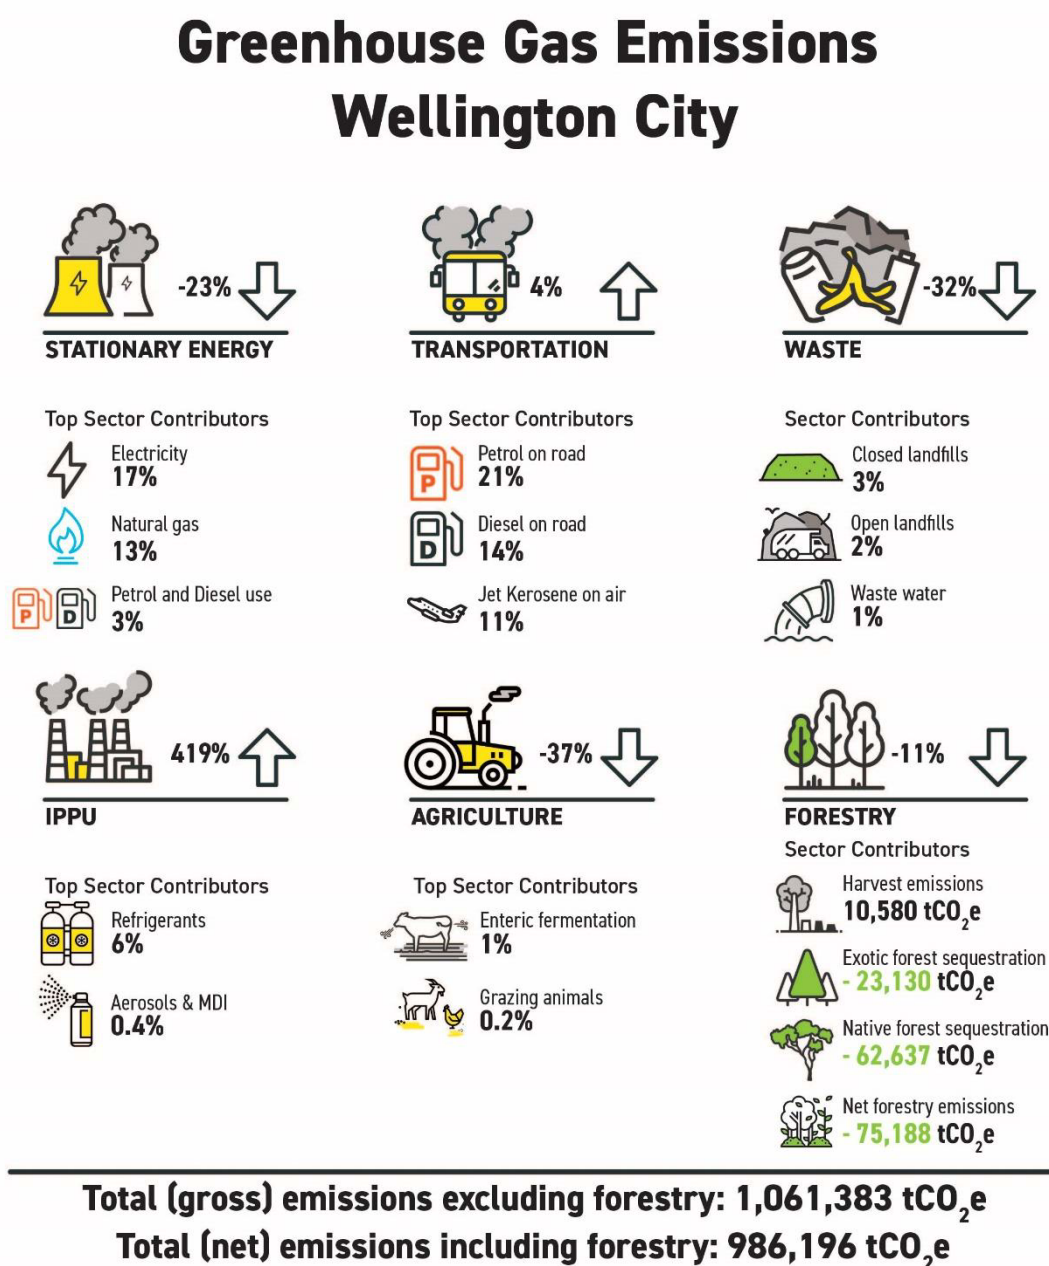 Greenhouse Gas Emissions
Wellington City
-23%
STATIONARY ENERGY
Top Sector Contributors
Electricity
17%
Natural gas
13%
P D
Petrol and Diesel use
3%
4%
TRANSPORTATION
Top Sector Contributors
P
Petrol on road
21%
D
Diesel on road
14%
Jet Kerosene on air
11%
-32%
WASTE
Sector Contributors
Closed landfills
3%
Open landfills
2%
Waste water
1%
419%
IPPU
Top Sector Contributors
Refrigerants
6%
Aerosols & MDI
0.4%
-37%
AGRICULTURE
Top Sector Contributors
Enteric fermentation
1%
Grazing animals
0.2%
-11%
FORESTRY
Sector Contributors
Harvest emissions
10,580 tCO₂e
Exotic forest sequestration
- 23,130 tCO₂e
Native forest sequestration
- 62,637 tCO₂e
Net forestry emissions
- 75,188 tCO₂e
Total (gross) emissions excluding forestry: 1,061,383 tCO₂e
Total (net) emissions including forestry: 986,196 tCO₂e